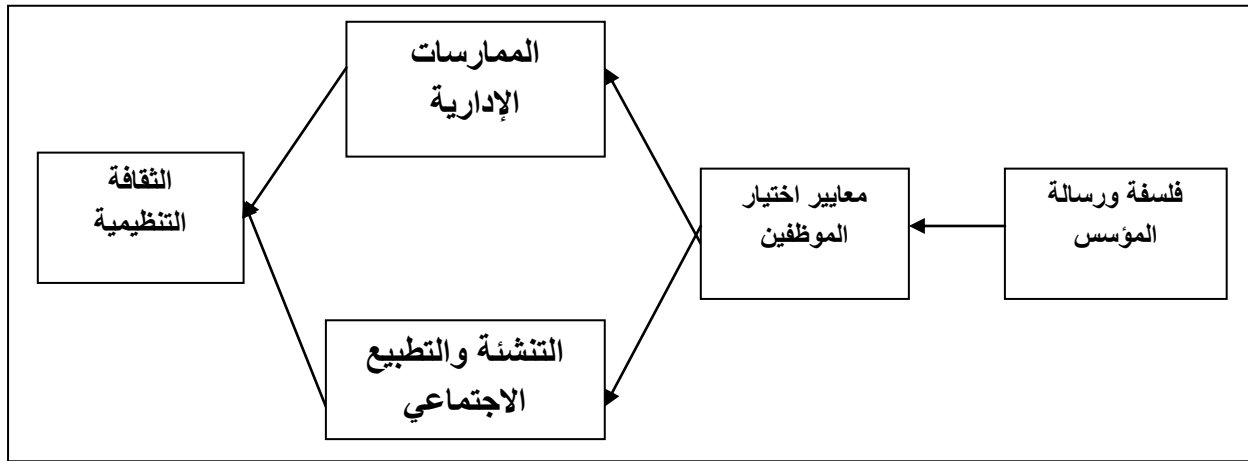 فلسفة ورسالة
المؤسس
معايير اختيار
الموظفين
الممارسات
الإدارية
التنشئة والتطبيع
الاجتماعي
الثقافة
التنظيمية